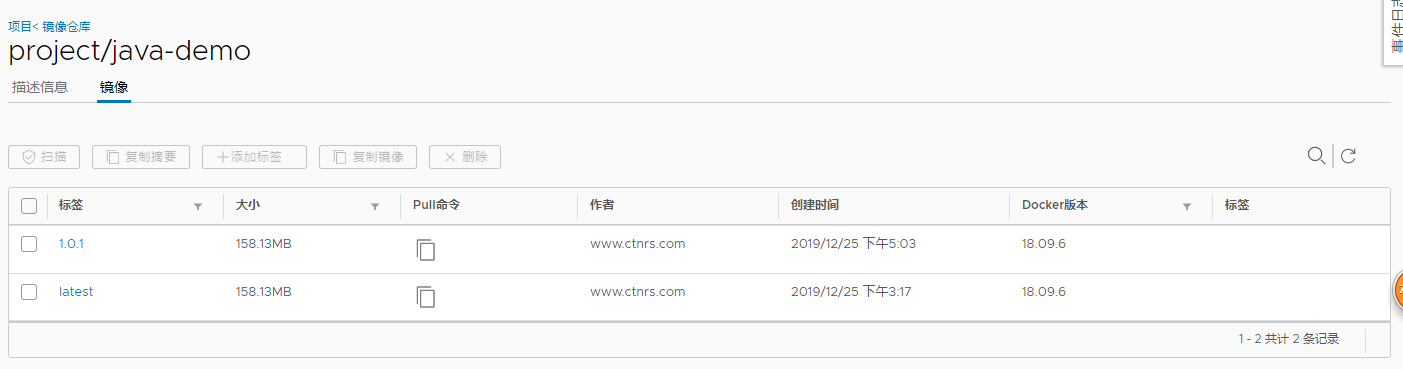 项目< 镜像仓库
project/java-demo
描述信息 镜像
扫描 复制摘要 +添加标签 复制镜像 × 删除
标签 大小 Pull命令 作者 创建时间 Docker版本 标签
1.0.1 158.13MB www.ctnrs.com 2019/12/25 下午5:03 18.09.6
latest 158.13MB www.ctnrs.com 2019/12/25 下午3:17 18.09.6
1 - 2 共计 2 条记录
事件日